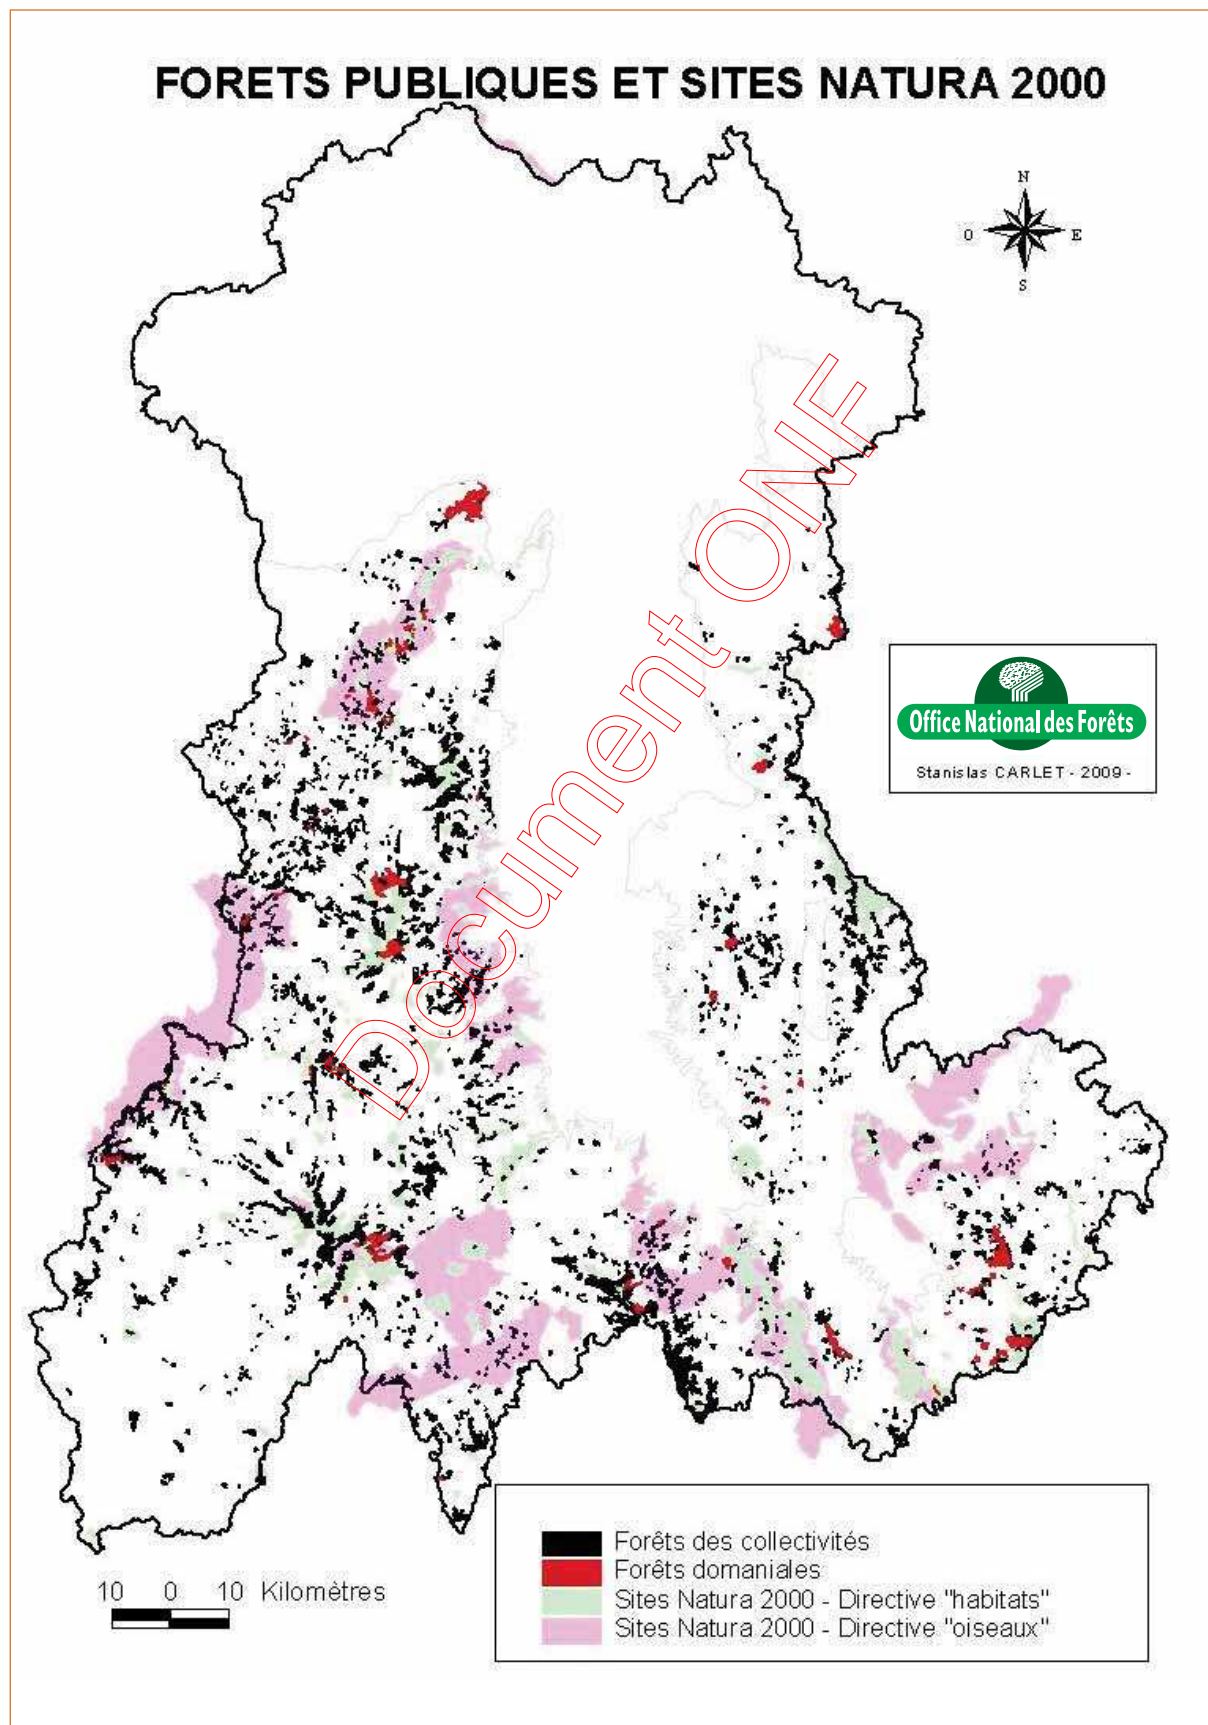 FORETS PUBLIQUES ET SITES NATURA 2000
N
O
E
S
Document ONF
Office National des Forêts
Stanislas CARLET - 2009 -
Forêts des collectivités
Forêts domaniales
Sites Natura 2000 - Directive "habitats"
Sites Natura 2000 - Directive "oiseaux"
10 0 10 Kilomètres